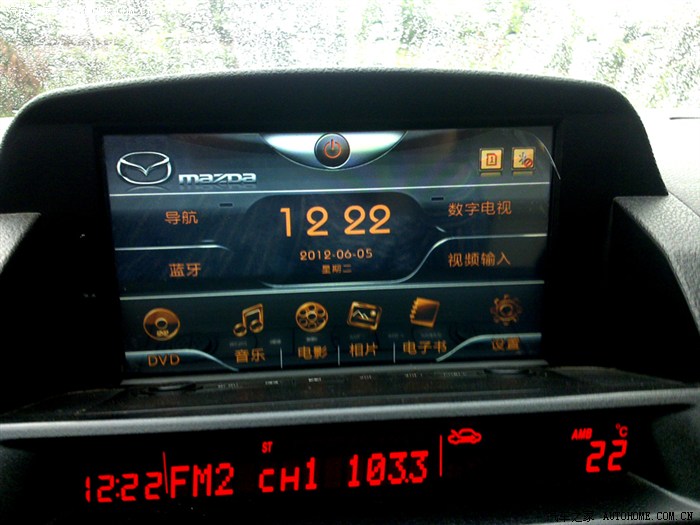 mazda
导航
12 22
数字电视
2012-06-05
星期二
蓝牙
视频输入
DVD
音乐
电影
相片
电子书
设置
ST
AMB °C
12:22 FM2 CH1 103.3 22
AUTOHOME.COM.CN